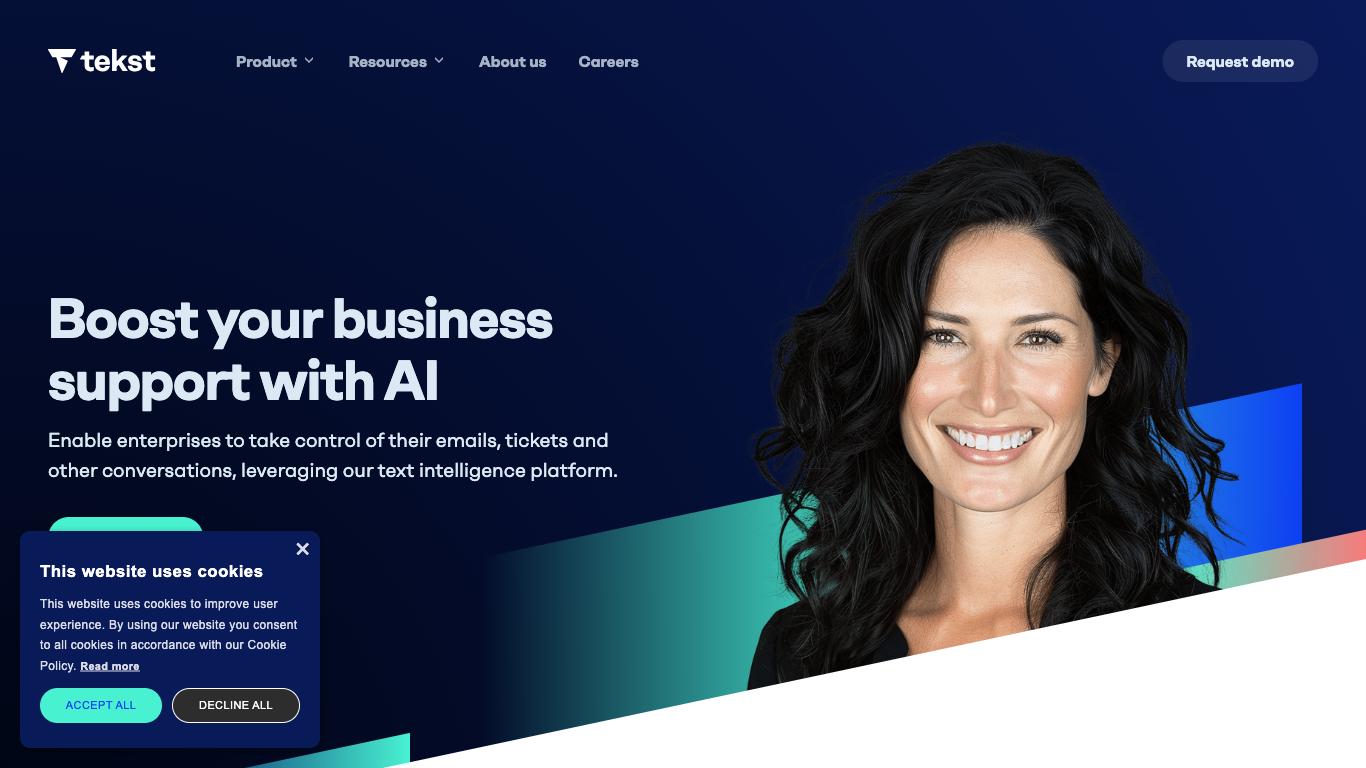 tekst
Product
Resources
About us
Careers
Request demo
Boost your business
support with AI
Enable enterprises to take control of their emails, tickets and
other conversations, leveraging our text intelligence platform.
This website uses cookies
This website uses cookies to improve user
experience. By using our website you consent
to all cookies in accordance with our Cookie
Policy. Read more
ACCEPT ALL
DECLINE ALL